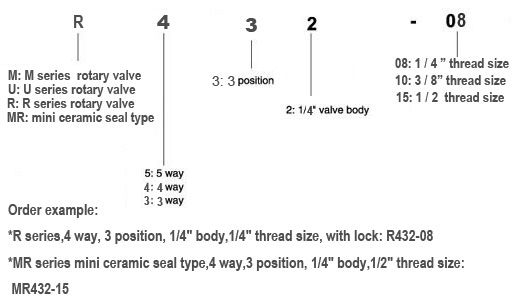 R 4 3 2 - 08
M: M series rotary valve
U: U series rotary valve
R: R series rotary valve
MR: mini ceramic seal type
3: 3 position
2: 1/4" valve body
08: 1 / 4 " thread size
10: 3 / 8" thread size
15: 1 / 2 thread size
5: 5 way
4: 4 way
3: 3 way
Order example:
*R series,4 way, 3 position, 1/4" body,1/4" thread size, with lock: R432-08
*MR series mini ceramic seal type,4 way,3 position, 1/4" body,1/2" thread size:
MR432-15